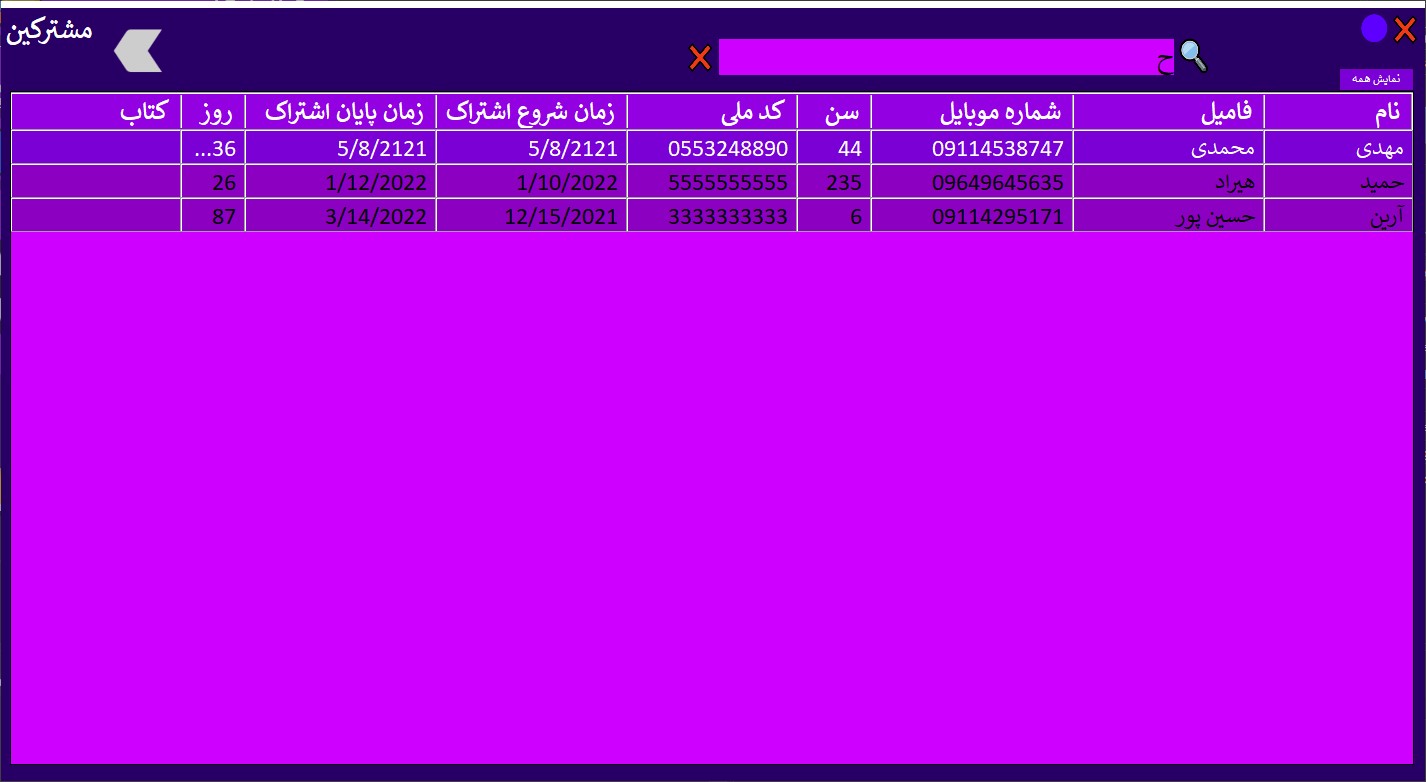 مشترکین
ح
نمایش همه
نام فامیل شماره موبایل سن کد ملی زمان شروع اشتراک زمان پایان اشتراک روز کتاب
مهدی محمدی 09114538747 44 0553248890 5/8/2121 5/8/2121 36...
حمید هیراد 09649645635 235 5555555555 1/10/2022 1/12/2022 26
آرین حسین پور 09114295171 6 3333333333 12/15/2021 3/14/2022 87